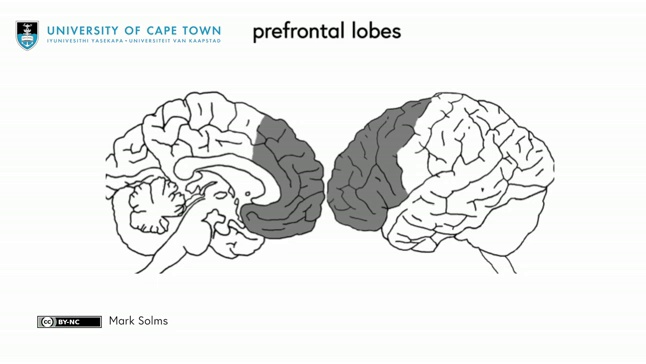 UNIVERSITY OF CAPE TOWN
IYUNIVESITHI YASEKAPA • UNIVERSITEIT VAN KAAPSTAD
prefrontal lobes
cc BY-NC
Mark Solms